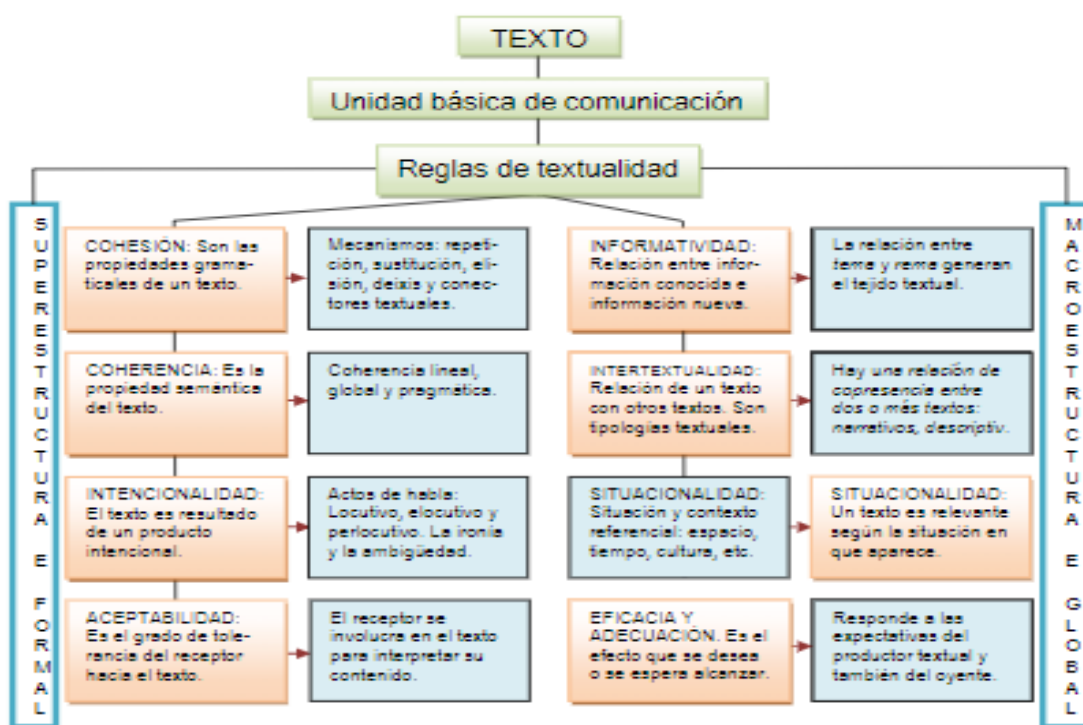 TEXTO
Unidad básica de comunicación
Reglas de textualidad
SUPERESTRUCTURA E FORMAL
COHESIÓN: Son las
propiedades grama-
ticales de un texto.
Mecanismos: repeti-
ción, sustitución, eli-
sión, deixis y conec-
tores textuales.
COHERENCIA: Es la
propiedad semántica
del texto.
Coherencia lineal,
global y pragmática.
INTENCIONALIDAD:
El texto es resultado
de un producto
intencional.
Actos de habla:
Locutivo, elocutivo y
perlocutivo. La ironía
y la ambigüedad.
ACEPTABILIDAD:
Es el grado de tole-
rancia del receptor
hacia el texto.
El receptor se
involucra en el texto
para interpretar su
contenido.
INFORMATIVIDAD:
Relación entre infor-
mación conocida e
información nueva.
La relación entre
tema y rema generan
el tejido textual.
INTERTEXTUALIDAD:
Relación de un texto
con otros textos. Son
tipologías textuales.
Hay una relación de
copresencia entre
dos o más textos:
narrativos, descriptiv.
SITUACIONALIDAD:
Situación y contexto
referencial: espacio,
tiempo, cultura, etc.
SITUACIONALIDAD:
Un texto es relevante
según la situación en
que aparece.
EFICACIA Y
ADECUACIÓN. Es el
efecto que se desea
o se espera alcanzar.
Responde a las
expectativas del
productor textual y
también del oyente.
MACROESTRUCTURA E GLOBAL